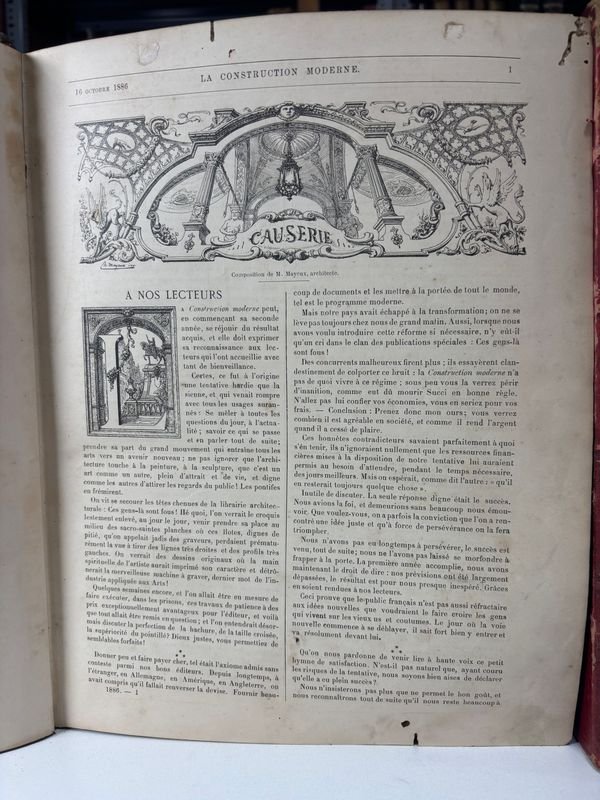 16 OCTOBRE 1886
LA CONSTRUCTION MODERNE.
1
CAUSERIE
Composition de M. Mayeux, architecte.
A NOS LECTEURS
LA Construction moderne peut,
en commençant sa seconde
année, se réjouir du résultat
acquis, et elle doit exprimer
sa reconnaissance aux lec-
teurs qui l'ont accueillie avec
tant de bienveillance.
Certes, ce fut à l'origine
une tentative hardie que la
sienne, et qui venait rompre
avec tous les usages suran-
nés: Se mêler à toutes les
questions du jour, à l'actua-
lité; savoir ce qui se passe
et en parler tout de suite;
prendre sa part du grand mouvement qui entraîne tous les
arts vers un avenir nouveau; ne pas ignorer que l'archi-
tecture touche à la peinture, à la sculpture, que c'est un
art comme un autre, plein d'attrait et de vie, et digne
comme les autres d'attirer les regards du public! Les pontifes
en frémirent.
On vit se secouer les têtes chenues de la librairie architec-
turale: Ces gens-là sont fous! Hé quoi, l'on verrait le croquis
lestement enlevé, au jour le jour, venir prendre sa place au
milieu des sacro-saintes planches où ces ilotes, dignes de
pitié, qu'on appelait jadis des graveurs, perdaient prématu-
rément la vue à tirer des lignes très droites et des profils très
gauches. On verrait des dessins originaux où la main
spirituelle de l'artiste aurait imprimé son caractère et détrô-
nerait la merveilleuse machine à graver, dernier mot de l'in-
dustrie appliquée aux Arts!
Quelques semaines encore, et l'on allait être en mesure de
faire exécuter, dans les prisons, ces travaux de patience à des
prix exceptionnellement avantageux pour l'éditeur, et voilà
que tout allait être remis en question; et l'on entendrait désor-
mais discuter la perfection de la hachure, de la taille croisée,
la supériorité du pointillé? Dieux justes, vous permettiez de
semblables forfaits!
Donner peu et faire payer cher, tel était l'axiome admis sans
conteste parmi nos bons éditeurs. Depuis longtemps, à
l'étranger, en Allemagne, en Amérique, en Angleterre, on
avait compris qu'il fallait renverser la devise. Fournir beau-
1886. — 1
coup de documents et les mettre à la portée de tout le monde,
tel est le programme moderne.
Mais notre pays avait échappé à la transformation; on ne se
lève pas toujours chez nous de grand matin. Aussi, lorsque nous
avons voulu introduire cette réforme si nécessaire, n'y eût-il
qu'un cri dans le clan des publications spéciales: Ces gens-là
sont fous!
Des concurrents malheureux firent plus; ils essayèrent clan-
destinement de colporter ce bruit: la Construction moderne n'a
pas de quoi vivre à ce régime; sous peu vous la verrez périr
d'inanition, comme eut dû mourir Succi en bonne règle.
N'allez pas lui confier vos économies, vous en seriez pour vos
frais. — Conclusion: Prenez donc mon ours; vous verrez
combien il est agréable en société, et comme il rend l'argent
quand il a cessé de plaire.
Ces honnêtes contradicteurs savaient parfaitement à quoi
s'en tenir, ils n'ignoraient nullement que les ressources finan-
cières mises à la disposition de notre tentative lui auraient
permis au besoin d'attendre, pendant le temps nécessaire,
des jours meilleurs. Mais on espérait, comme dit l'autre: « qu'il
en resterait toujours quelque chose ».
Inutile de discuter. La seule réponse digne était le succès.
Nous avions la foi, et demeurions sans beaucoup nous émou-
voir. Que voulez-vous, on a parfois la conviction que l'on a ren-
contré une idée juste et qu'à force de persévérance on la fera
triompher.
Nous n'avons pas eu longtemps à persévérer, le succès est
venu, tout de suite; nous ne l'avons pas laissé se morfondre à
frapper à la porta. La première année accomplie, nous avons
maintenant le droit de dire: nos prévisions ont été largement
dépassées, le résultat est pour nous presque inespéré. Grâces
en soient rendues à nos lecteurs.
Ceci prouve que le public français n'est pas aussi réfractaire
aux idées nouvelles que voudraient le faire croire les gens
qui vivent sur les vieux us et coutumes. Le jour où la voie
nouvelle commence à se déblayer, il sait fort bien y entrer et
va résolument devant lui.
Qu'on nous pardonne de venir lire à haute voix ce petit
hymne de satisfaction. N'est-il pas naturel que, ayant couru
les risques de la tentative, nous soyons bien aises de déclarer
qu'elle a eu plein succès?
Nous n'insisterons pas plus que ne permet le bon goût, et
nous reconnaîtrons tout de suite qu'il nous reste beaucoup à